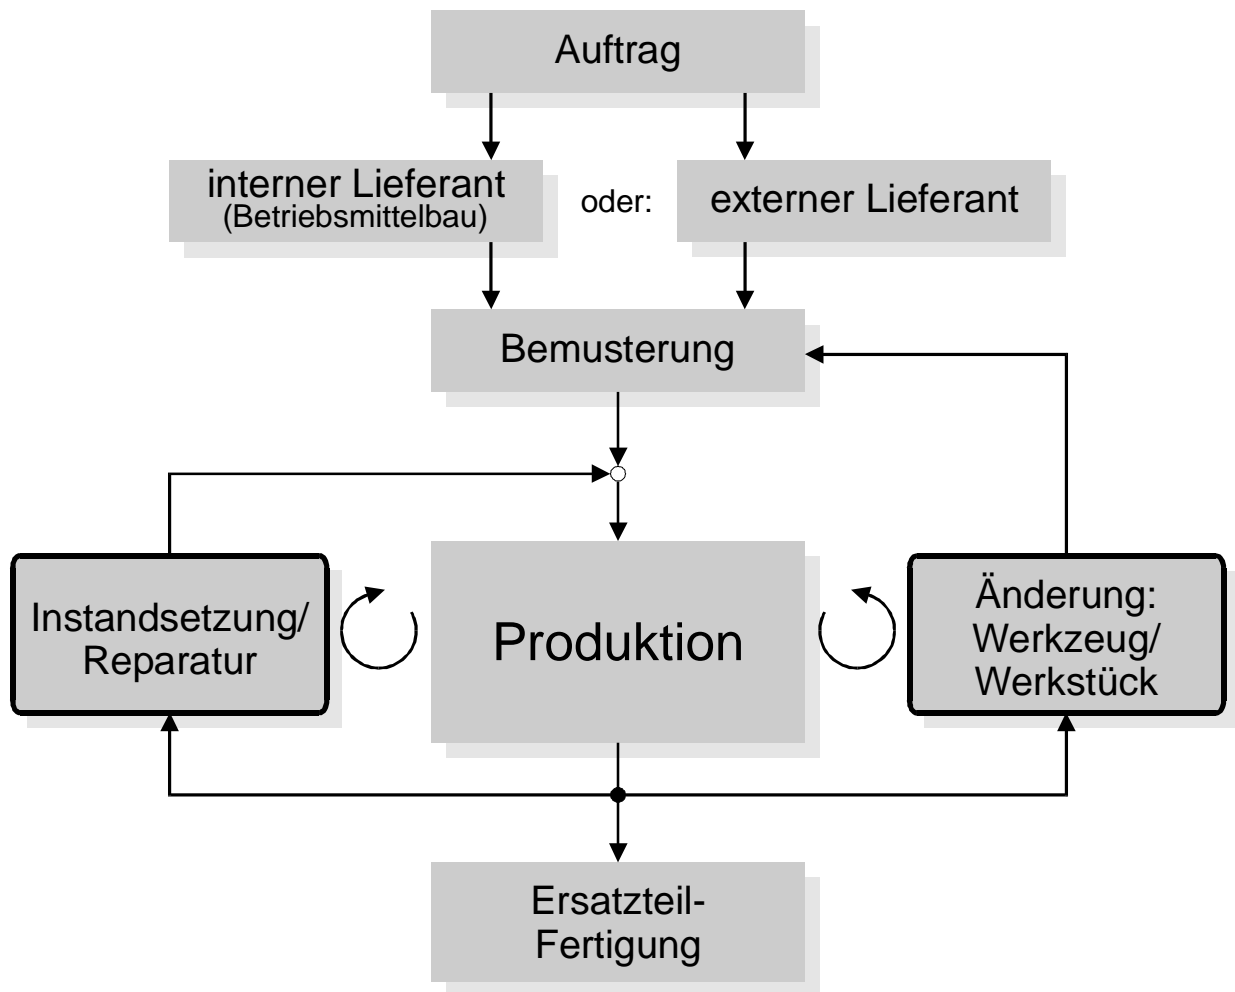 Auftrag
interner Lieferant
(Betriebsmittelbau)
oder:
externer Lieferant
Bemusterung
Instandsetzung/
Reparatur
Produktion
Änderung:
Werkzeug/
Werkstück
Ersatzteil-
Fertigung